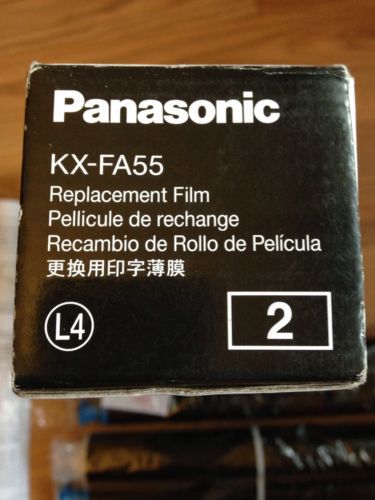 Panasonic
KX-FA55
Replacement Film
Pellicule de rechange
Recambio de Rollo de Película
更换用印字薄膜
L4
2